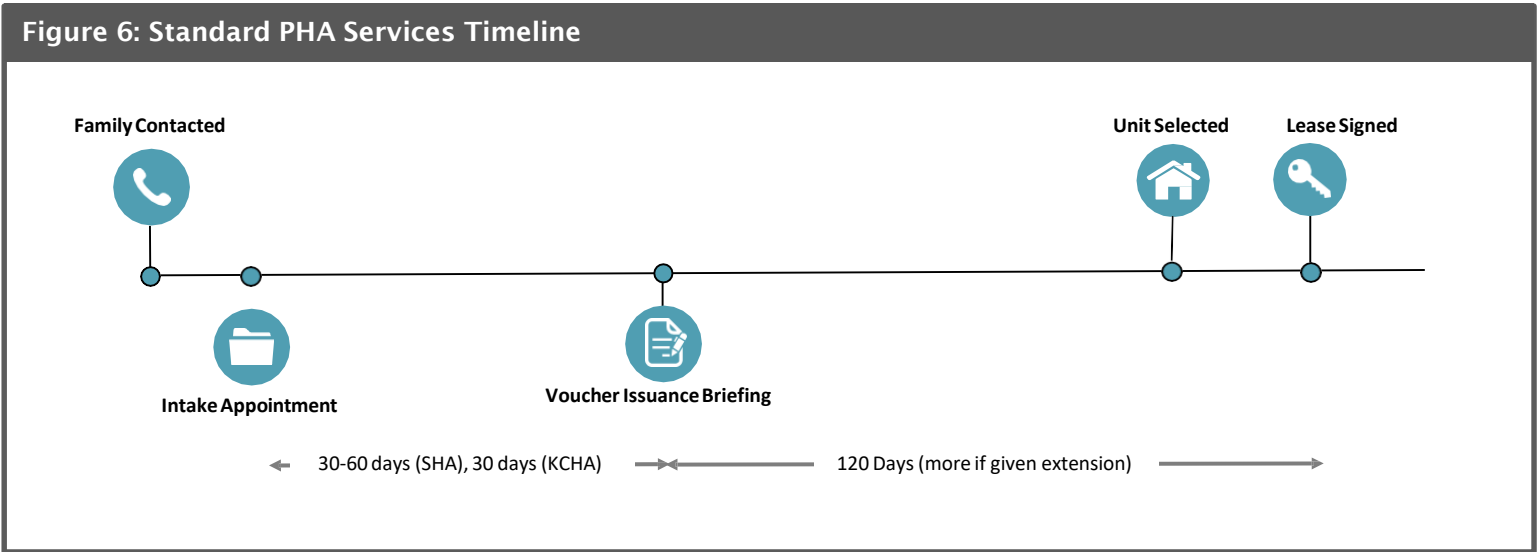 Figure 6: Standard PHA Services Timeline
Family Contacted
Unit Selected
Lease Signed
Intake Appointment
Voucher Issuance Briefing
30-60 days (SHA), 30 days (KCHA)
120 Days (more if given extension)